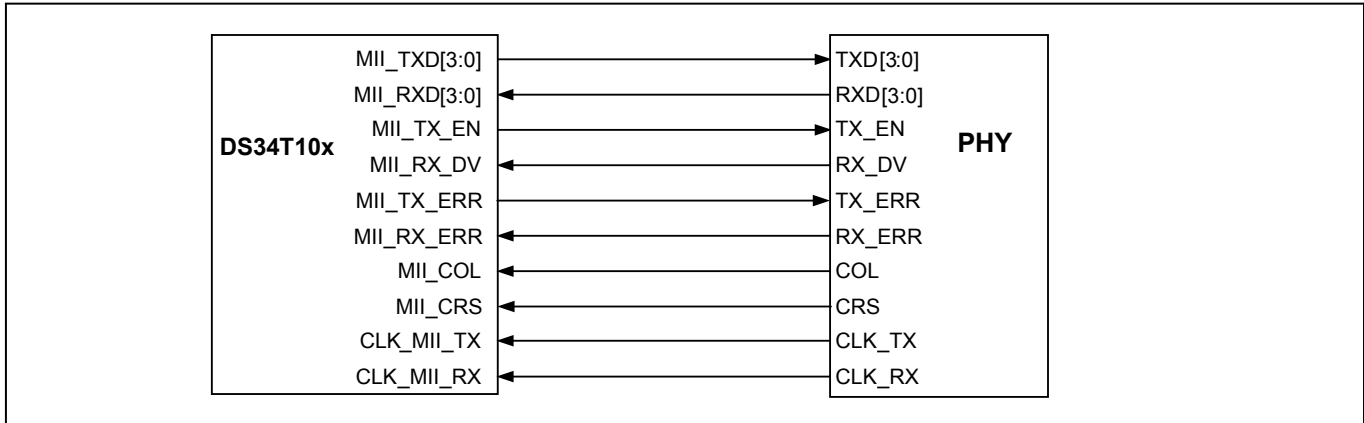 MII_TXD[3:0] TXD[3:0]
MII_RXD[3:0] RXD[3:0]
MII_TX_EN TX_EN
DS34T10x PHY
MII_RX_DV RX_DV
MII_TX_ERR TX_ERR
MII_RX_ERR RX_ERR
MII_COL COL
MII_CRS CRS
CLK_MII_TX CLK_TX
CLK_MII_RX CLK_RX